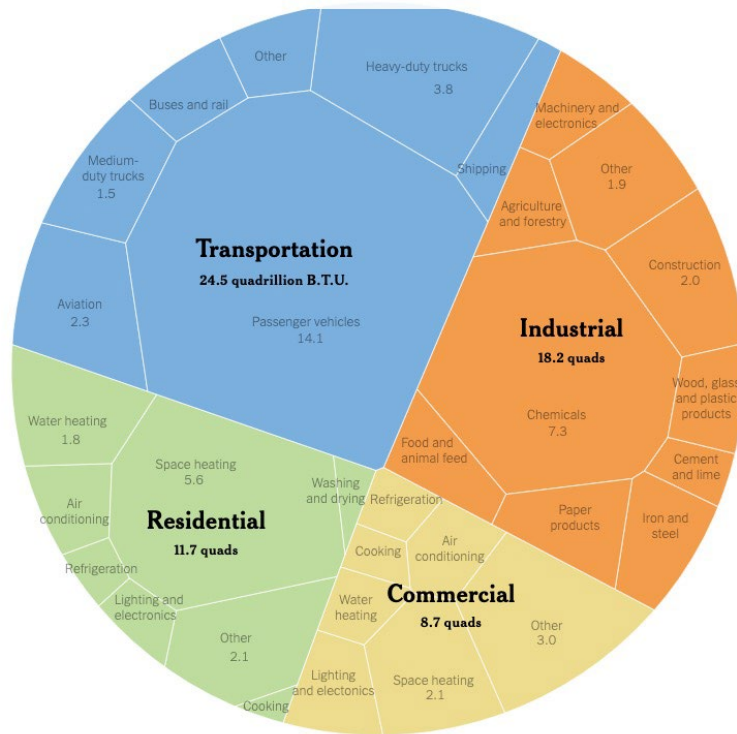 Other
Heavy-duty trucks
3.8
Buses and rail
Medium-
duty trucks
1.5
Shipping
Transportation
24.5 quadrillion B.T.U.
Aviation
2.3
Passenger vehicles
14.1
Machinery and
electronics
Other
1.9
Agriculture
and forestry
Construction
2.0
Industrial
18.2 quads
Wood, glass
and plastic
products
Chemicals
7.3
Food and
animal feed
Cement
and lime
Paper
products
Iron and
steel
Water heating
1.8
Space heating
5.6
Washing
and drying
Air
conditioning
Residential
11.7 quads
Refrigeration
Lighting and
electronics
Other
2.1
Cooking
Refrigeration
Cooking
Air
conditioning
Commercial
8.7 quads
Water
heating
Other
3.0
Lighting
and electonics
Space heating
2.1